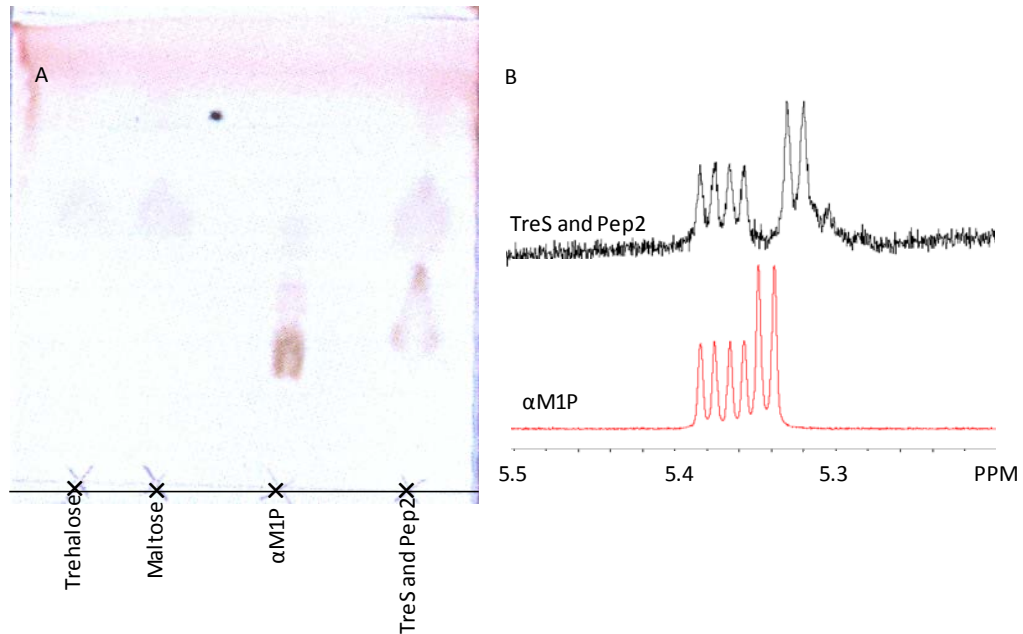 A
Trehalose
Maltose
αM1P
TreS and Pep2
B
TreS and Pep2
αM1P
5.5 5.4 5.3 PPM